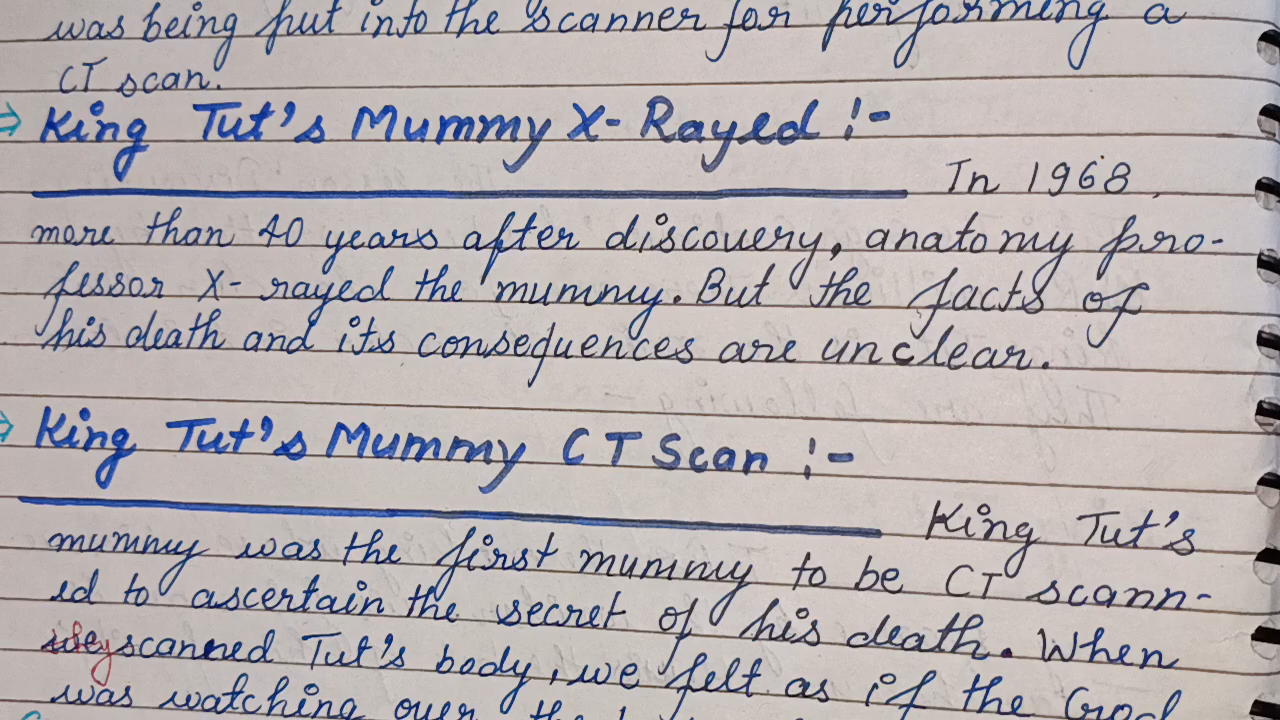 was being put into the scanner for performing a
CT scan.
⇒ King Tut's Mummy X-Rayed :-
In 1968,
more than 40 years after discovery, anatomy pro-
fessor X-rayed the mummy. But the facts of
his death and its consequences are unclear.
⇒ King Tut's Mummy CT Scan :-
King Tut's
mummy was the first mummy to be CT scann-
ed to ascertain the secret of his death. When
they scanned Tut's body, we felt as if the God
was watching over the